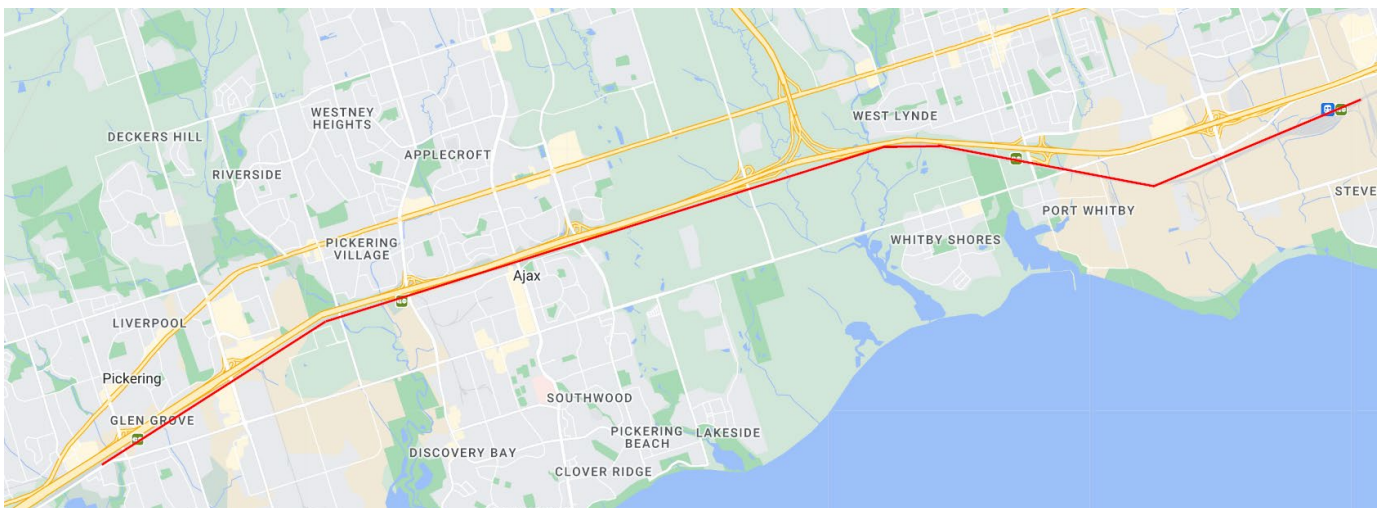 WEST LYNDE
WESTNEY
HEIGHTS
DECKERS HILL
APPLECROFT
RIVERSIDE
STEVE
PORT WHITBY
WHITBY SHORES
PICKERING
VILLAGE
Ajax
LIVERPOOL
Pickering
GLEN GROVE
SOUTHWOOD
PICKERING
BEACH
LAKESIDE
DISCOVERY BAY
CLOVER RIDGE